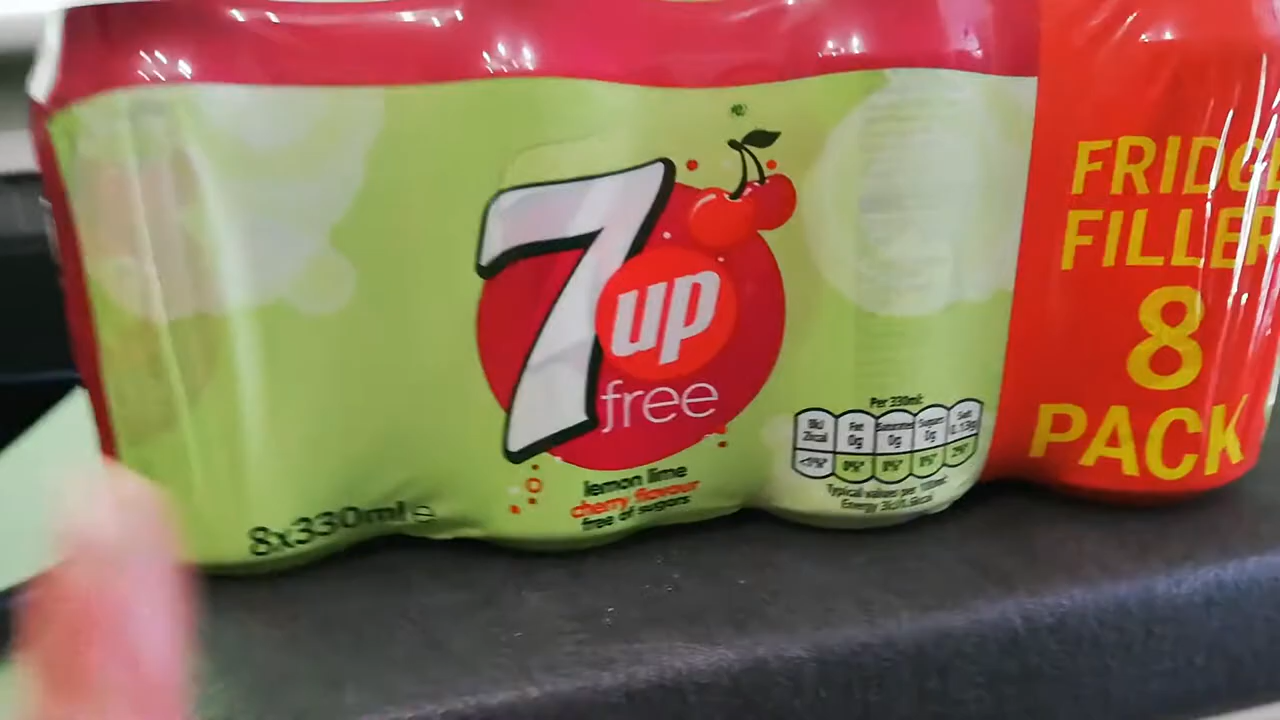 7up
free
lemon lime
cherry flavour
free of sugars
8x330ml e
Per 330ml:
Fat
0g
Saturates
0g
Sugars
0g
Salt
2kcal
Typical values per 100ml:
FRIDGE
FILLER
8
PACK